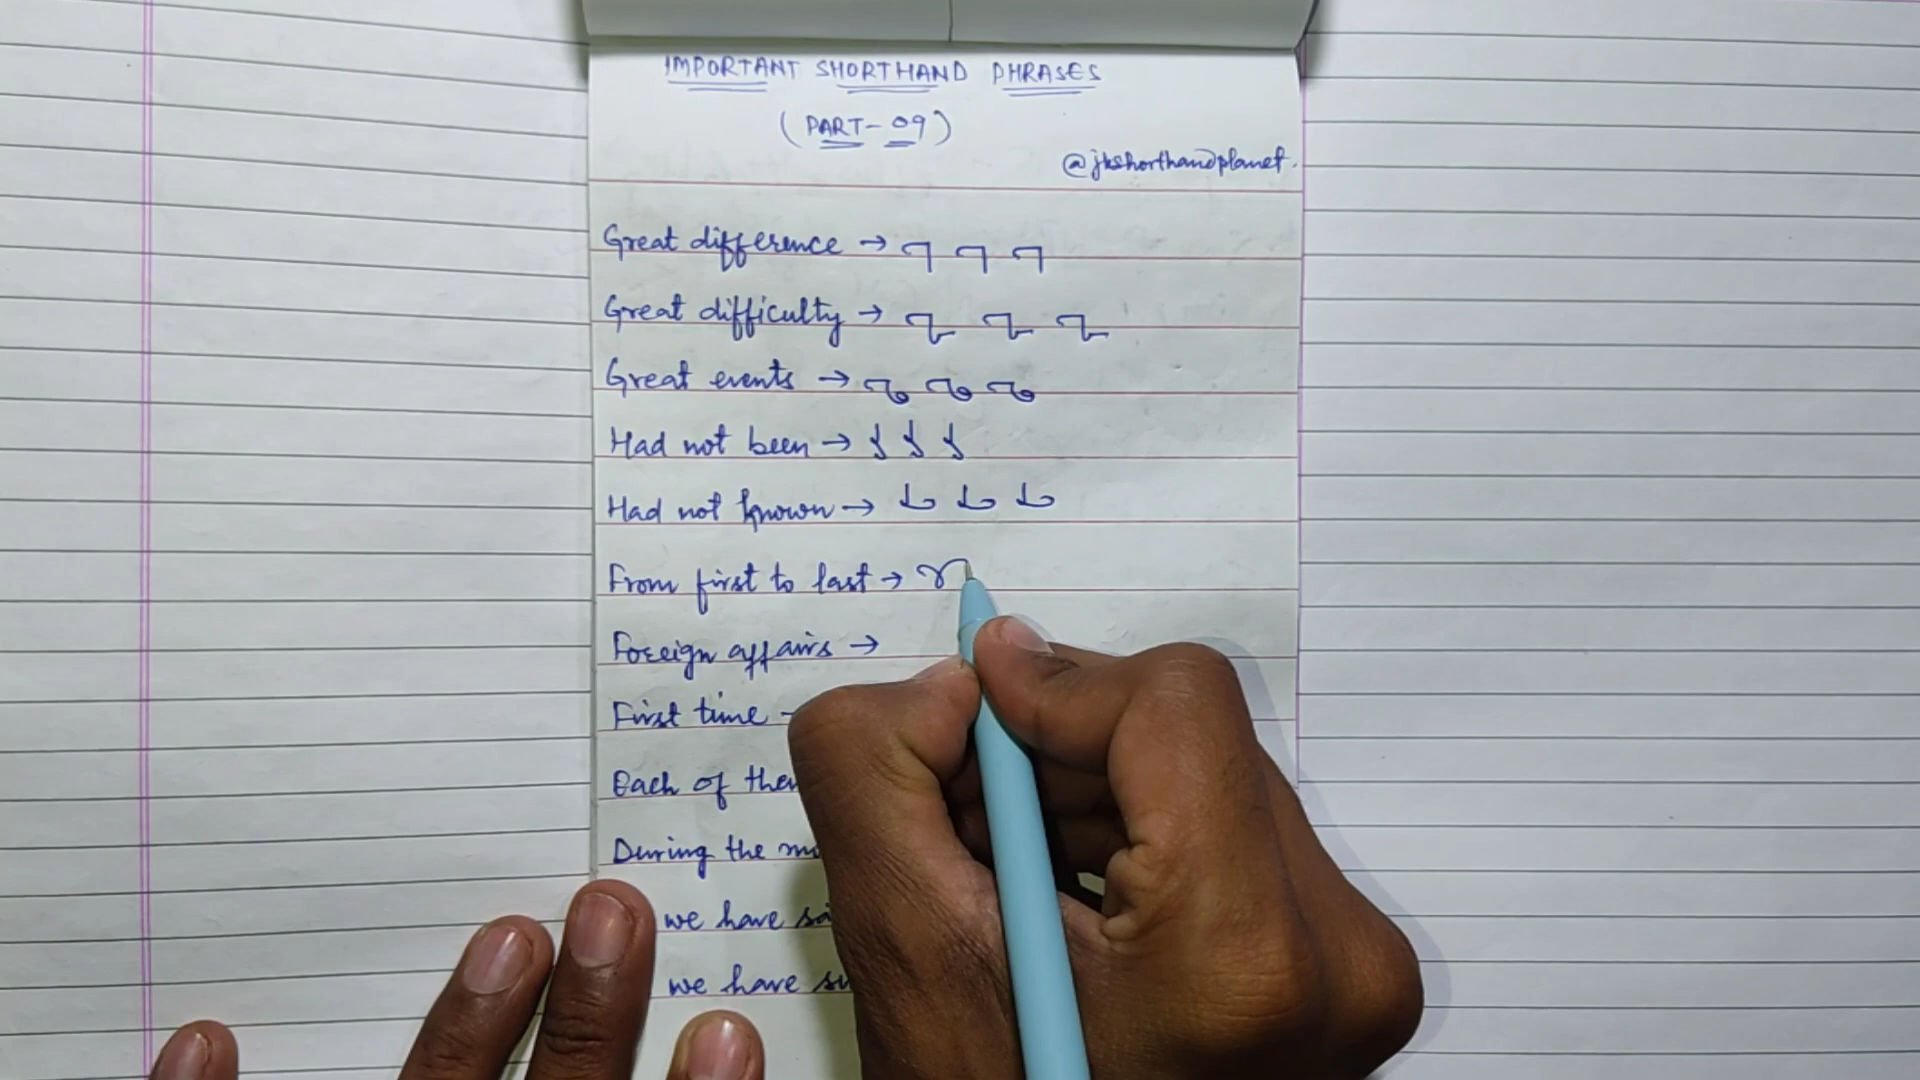 IMPORTANT SHORTHAND PHRASES
(PART-09)
@jkshorthandplanet.
Great difference →
Great difficulty →
Great events →
Had not been →
Had not known →
From first to last →
Foreign affairs →
First time
Each of
During the
we have
we have